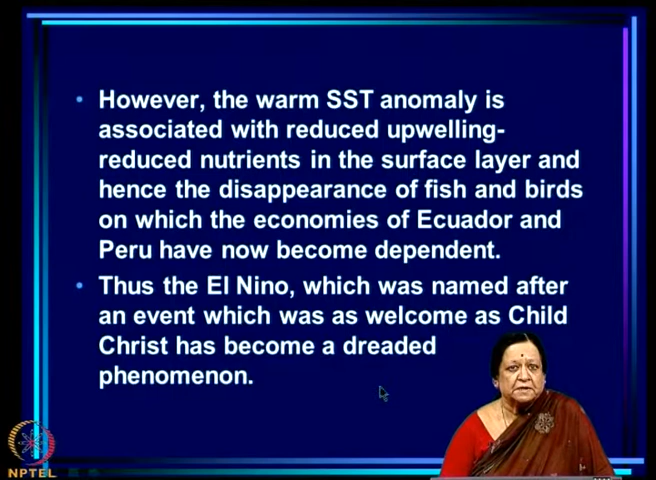 However, the warm SST anomaly is
associated with reduced upwelling-
reduced nutrients in the surface layer and
hence the disappearance of fish and birds
on which the economies of Ecuador and
Peru have now become dependent.
Thus the El Nino, which was named after
an event which was as welcome as Child
Christ has become a dreaded
phenomenon.
NPTEL